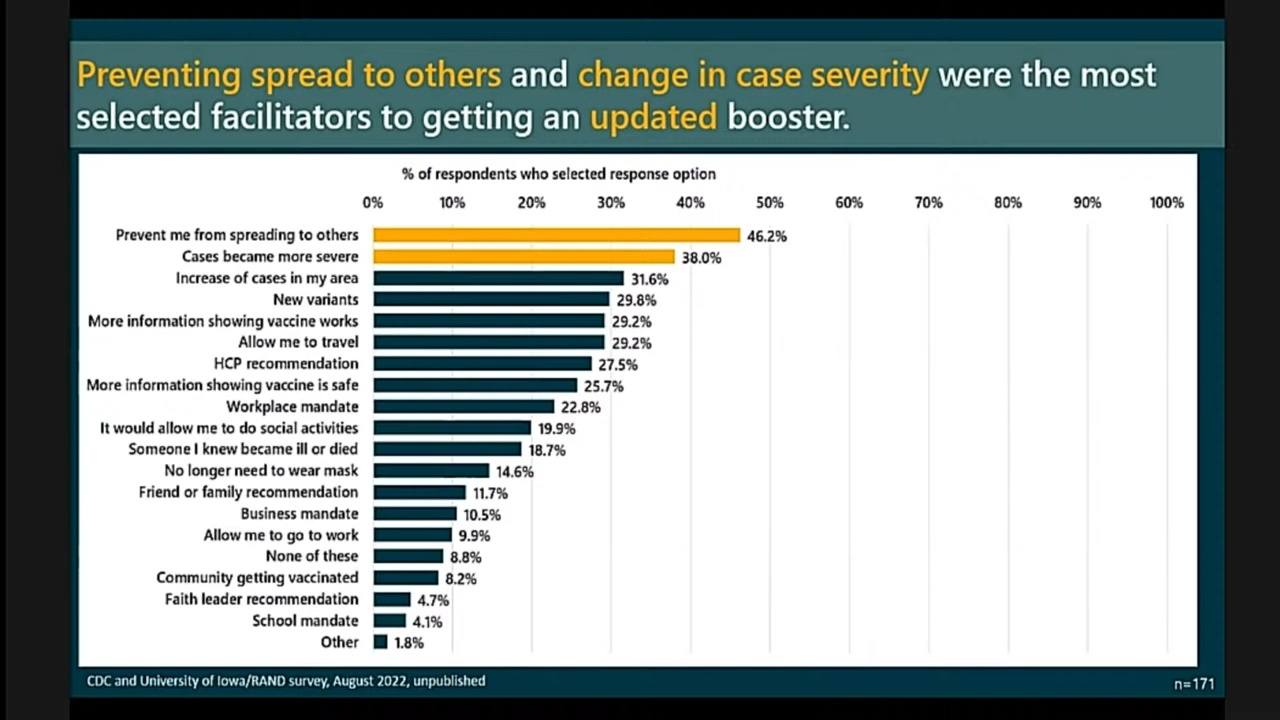 Preventing spread to others and change in case severity were the most
selected facilitators to getting an updated booster.
% of respondents who selected response option
0% 10% 20% 30% 40% 50% 60% 70% 80% 90% 100%
Prevent me from spreading to others 46.2%
Cases became more severe 38.0%
Increase of cases in my area 31.6%
New variants 29.8%
More information showing vaccine works 29.2%
Allow me to travel 29.2%
HCP recommendation 27.5%
More information showing vaccine is safe 25.7%
Workplace mandate 22.8%
It would allow me to do social activities 19.9%
Someone I knew became ill or died 18.7%
No longer need to wear mask 14.6%
Friend or family recommendation 11.7%
Business mandate 10.5%
Allow me to go to work 9.9%
None of these 8.8%
Community getting vaccinated 8.2%
Faith leader recommendation 4.7%
School mandate 4.1%
Other 1.8%
CDC and University of Iowa/RAND survey, August 2022, unpublished
n=171